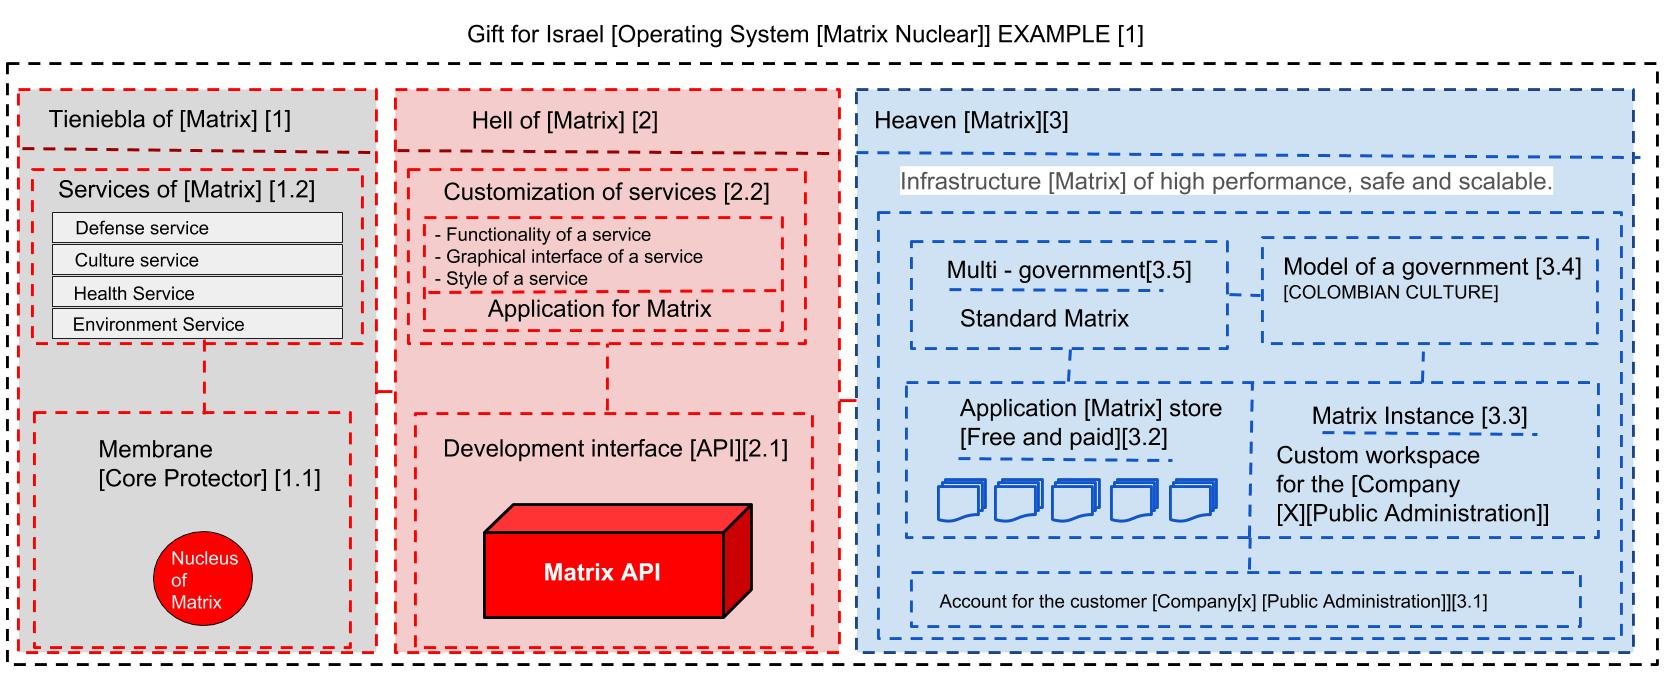 Gift for Israel [Operating System [Matrix Nuclear]] EXAMPLE [1]
Tieniebla of [Matrix] [1]
Services of [Matrix] [1.2]
Defense service
Culture service
Health Service
Environment Service
Membrane
[Core Protector] [1.1]
Nucleus
of
Matrix
Hell of [Matrix] [2]
Customization of services [2.2]
- Functionality of a service
- Graphical interface of a service
- Style of a service
Application for Matrix
Development interface [API][2.1]
Matrix API
Heaven [Matrix][3]
Infrastructure [Matrix] of high performance, safe and scalable.
Multi - government[3.5]
Standard Matrix
Model of a government [3.4]
[COLOMBIAN CULTURE]
Application [Matrix] store
[Free and paid][3.2]
Matrix Instance [3.3]
Custom workspace
for the [Company
[X][Public Administration]]
Account for the customer [Company[x] [Public Administration]][3.1]